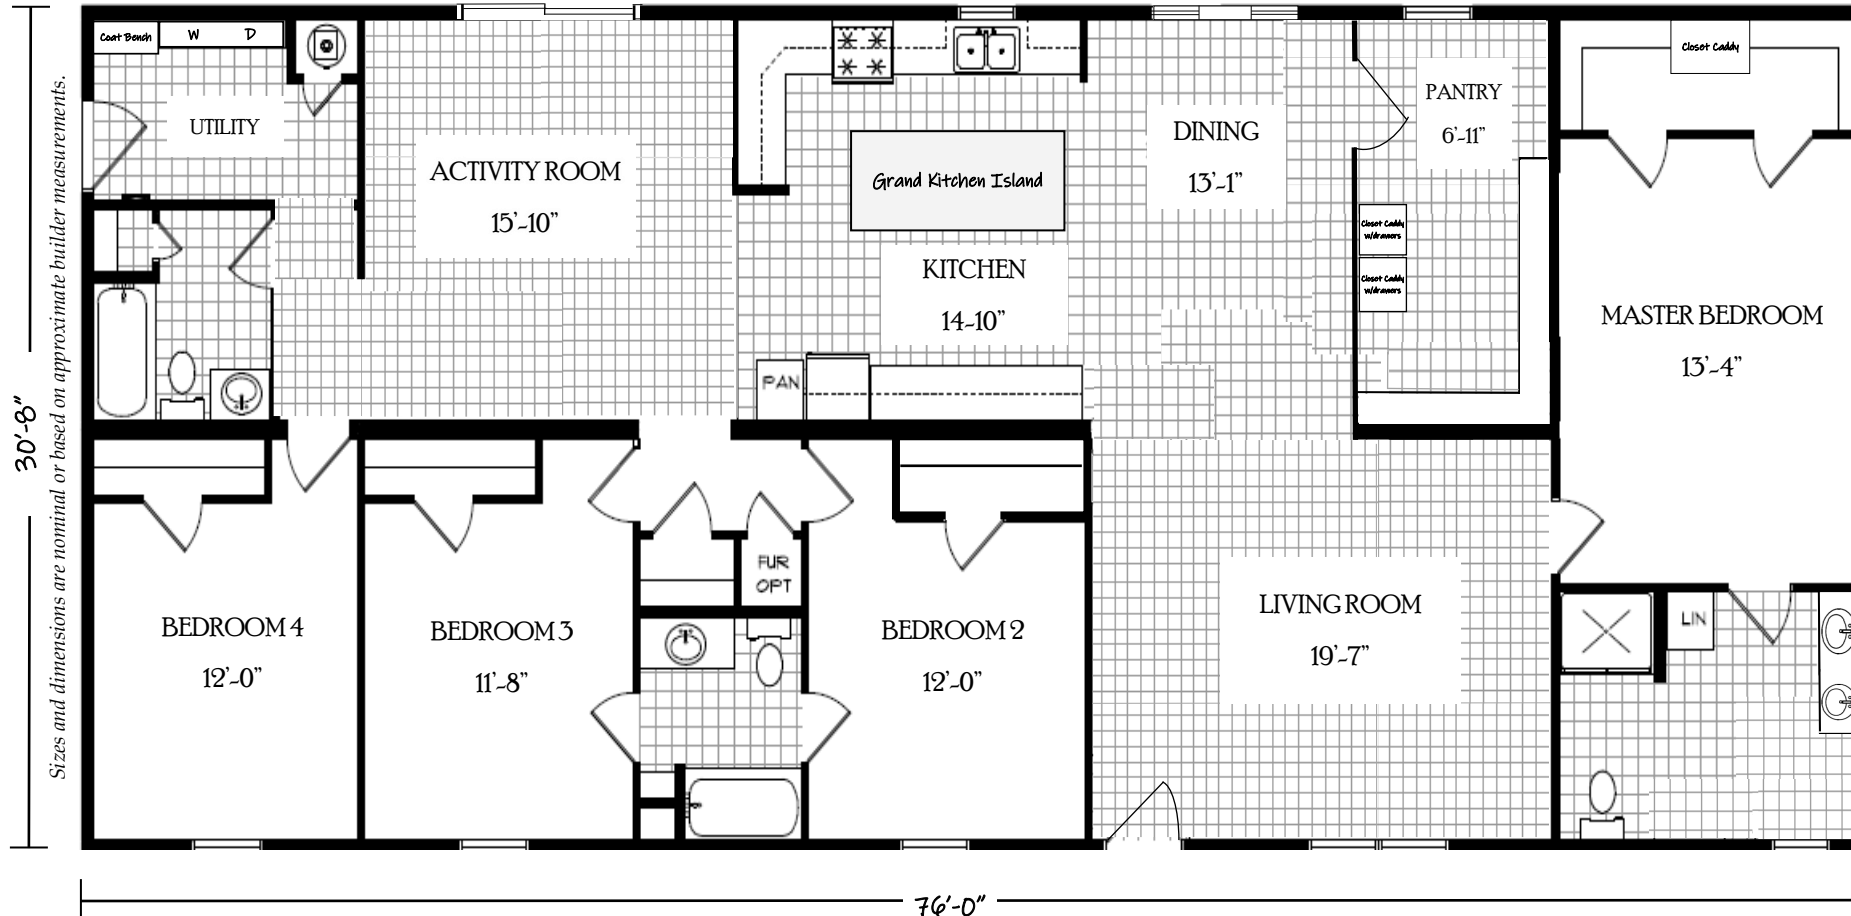 Coat Bench
W D
UTILITY
ACTIVITY ROOM
15'-10"
Grand Kitchen Island
KITCHEN
14-10"
PAN
DINING
13'-1"
PANTRY
6'-11"
Closet Caddy
w/drawers
Closet Caddy
w/drawers
Closet Caddy
MASTER BEDROOM
13'-4"
BEDROOM 4
12'-0"
BEDROOM 3
11'-8"
FUR
OPT
BEDROOM 2
12'-0"
LIVING ROOM
19'-7"
LIN
30'-8"
Sizes and dimensions are nominal or based on approximate builder measurements.
76'-0"